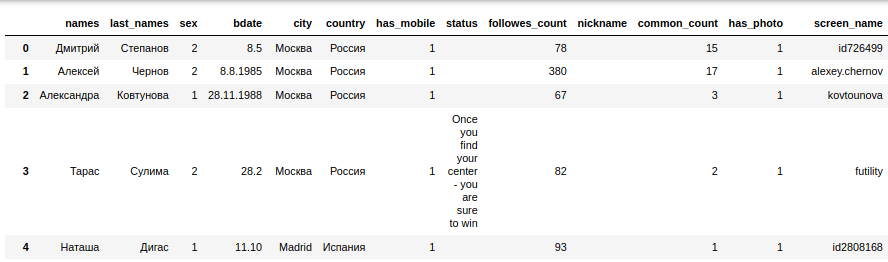 names last_names sex bdate city country has_mobile status followes_count nickname common_count has_photo screen_name
0 Дмитрий Степанов 2 8.5 Москва Россия 1 78 15 1 id726499
1 Алексей Чернов 2 8.8.1985 Москва Россия 1 380 17 1 alexey.chernov
2 Александра Ковтунова 1 28.11.1988 Москва Россия 1 67 3 1 kovtounova
Once
you
find
your
3 Тарас Сулима 2 28.2 Москва Россия 1 center 82 2 1 futility
- you
are
sure
to win
4 Наташа Дигас 1 11.10 Madrid Испания 1 93 1 1 id2808168